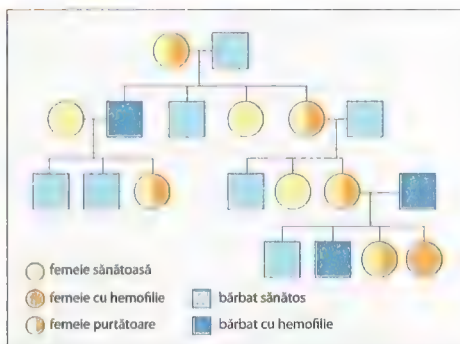 femeie sănătoasă
femeie cu hemofilie
bărbat sănătos
femeie purtătoare
bărbat cu hemofilie